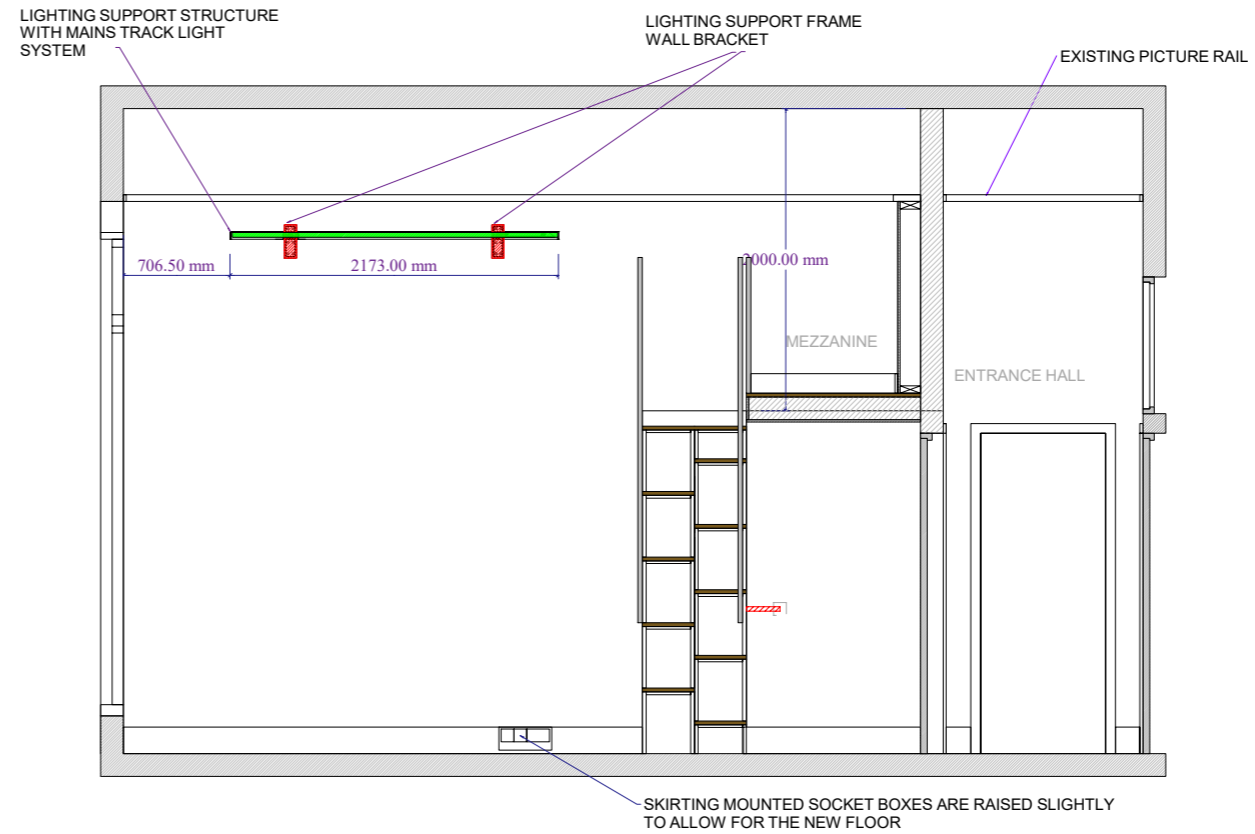 LIGHTING SUPPORT STRUCTURE
WITH MAINS TRACK LIGHT
SYSTEM
LIGHTING SUPPORT FRAME
WALL BRACKET
EXISTING PICTURE RAIL
706.50 mm
2173.00 mm
000.00 mm
MEZZANINE
ENTRANCE HALL
SKIRTING MOUNTED SOCKET BOXES ARE RAISED SLIGHTLY
TO ALLOW FOR THE NEW FLOOR